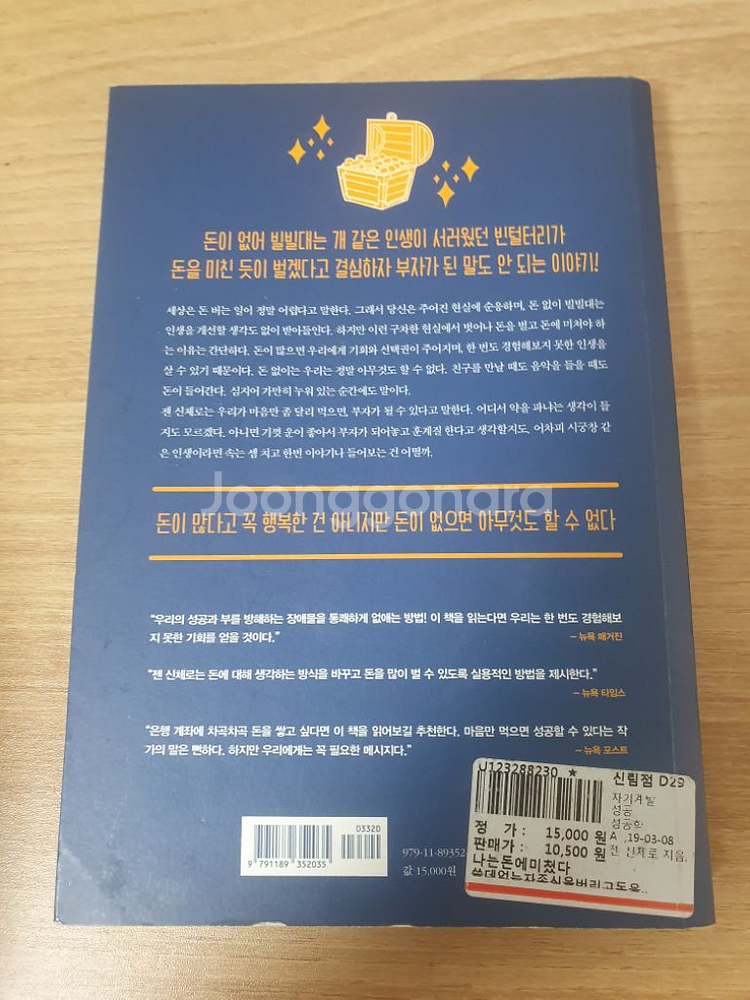 돈이 없어 빌빌대는 개 같은 인생이 서러웠던 빈털터리가
돈을 미친 듯이 벌겠다고 결심하자 부자가 된 말도 안 되는 이야기!
세상은 돈 버는 일이 정말 어렵다고 말한다. 그래서 당신은 주어진 현실에 순응하며, 돈 없이 빌빌대는
인생을 개선할 생각도 없이 받아들인다. 하지만 이런 구차한 현실에서 벗어나 돈을 벌고 돈에 미쳐야 하
는 이유는 간단하다. 돈이 많으면 우리에게 기회와 선택권이 주어지며, 한 번도 경험해보지 못한 인생을
살 수 있기 때문이다. 돈 없이는 우리는 정말 아무것도 할 수 없다. 친구를 만날 때도 음악을 들을 때도
돈이 들어간다. 심지어 가만히 누워 있는 순간에도 말이다.
젠 신체로는 우리가 마음만 좀 달리 먹으면, 부자가 될 수 있다고 말한다. 어디서 약을 파냐는 생각이 들
지도 모르겠다. 아니면 기껏 운이 좋아서 부자가 되어놓고 훈계질 한다고 생각할지도. 어차피 시궁창 같
은 인생이라면 속는 셈 치고 한번 이야기나 들어보는 건 어떨까.
Joonggonara
돈이 많다고 꼭 행복한 건 아니지만 돈이 없으면 아무것도 할 수 없다
“우리의 성공과 부를 방해하는 장애물을 통쾌하게 없애는 방법! 이 책을 읽는다면 우리는 한 번도 경험해보
지 못한 기회를 얻을 것이다.”
– 뉴욕 매거진
“젠 신체로는 돈에 대해 생각하는 방식을 바꾸고 돈을 많이 벌 수 있도록 실용적인 방법을 제시한다.”
– 뉴욕 타임스
“은행 계좌에 차곡차곡 돈을 쌓고 싶다면 이 책을 읽어보길 추천한다. 마음만 먹으면 성공할 수 있다는 작
가의 말은 뻔하다. 하지만 우리에게는 꼭 필요한 메시지다.”
– 뉴욕 포스트
03320
9 791189 352035
979-11-8935
값 15,000원
U123288230 ★
신림점 D29
자기계발
성공
성공학
정 가 : 15,000 원
A ,19-03-08
판매가 : 10,500 원
젠 신체로 지음,
나는돈에미쳤다
쓸데없는자존심을버리고돈을..